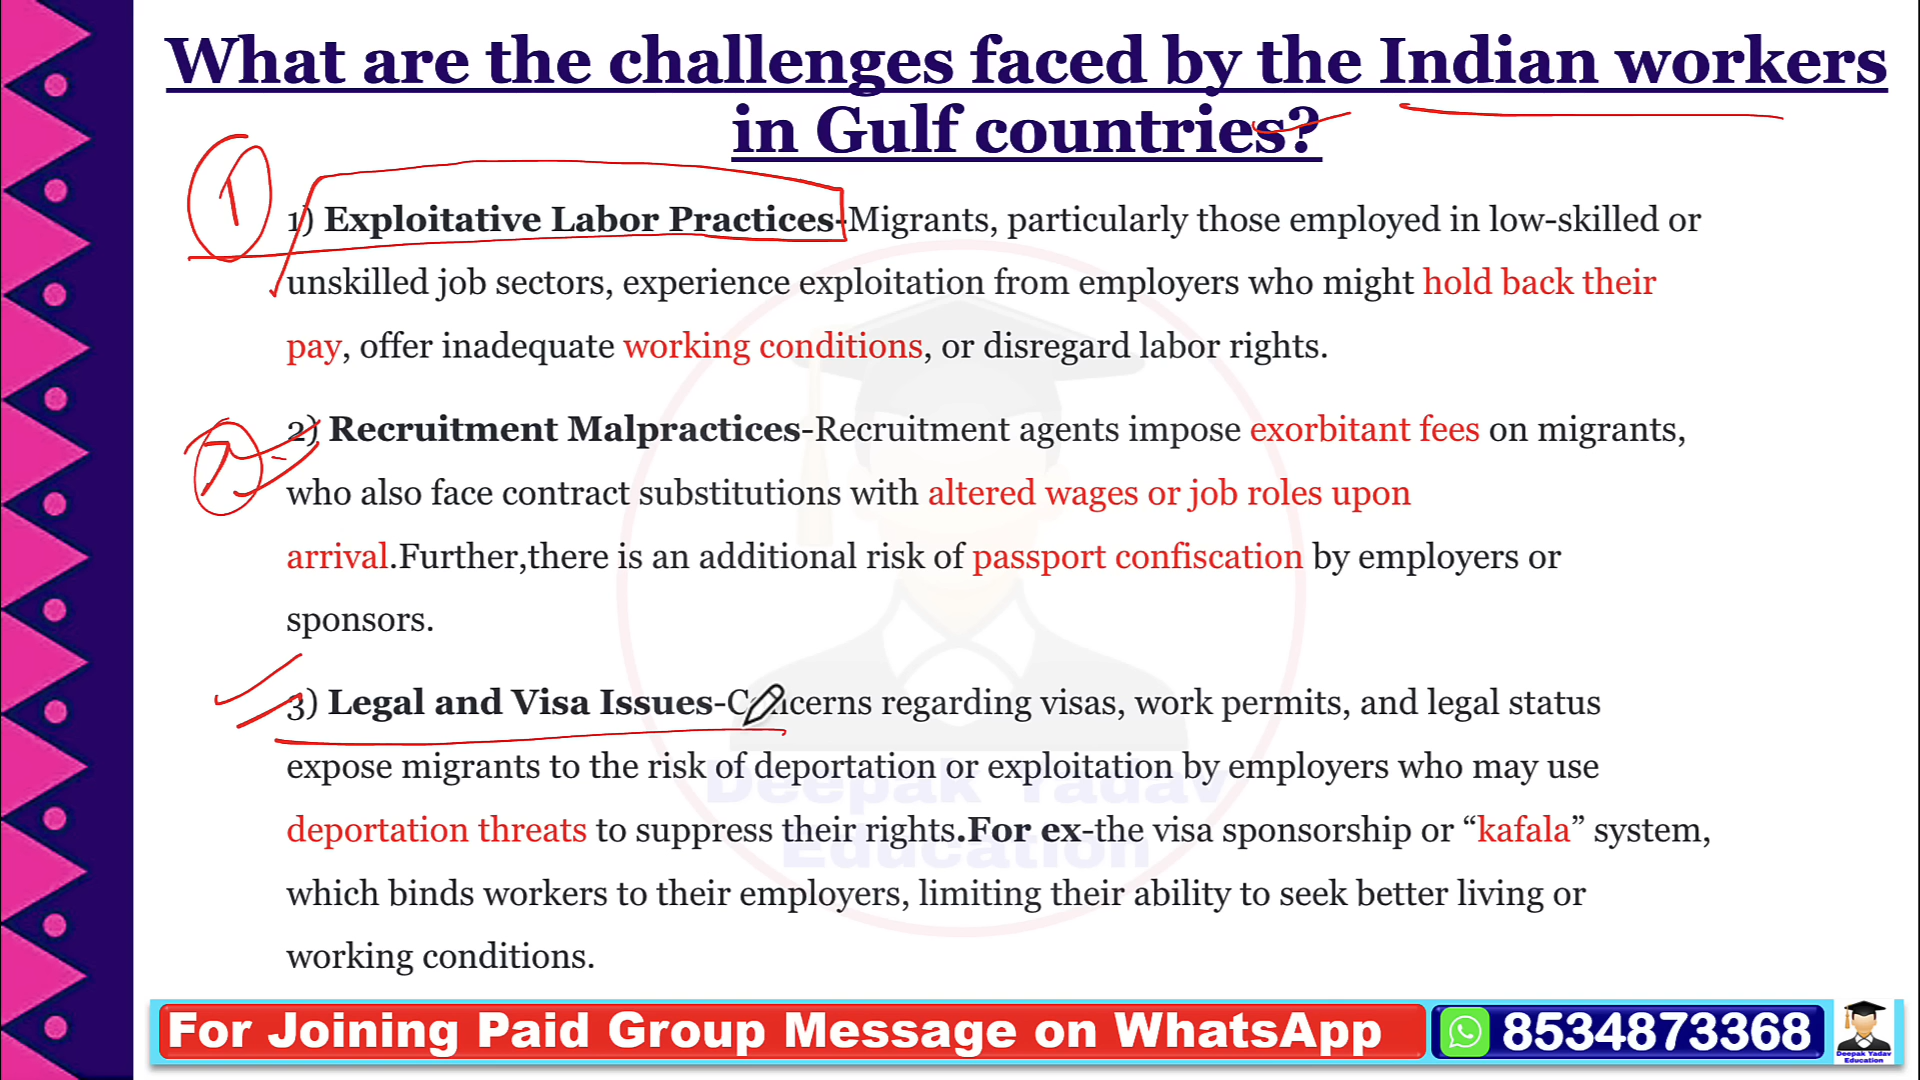 What are the challenges faced by the Indian workers
in Gulf countries?
1
1) Exploitative Labor Practices-Migrants, particularly those employed in low-skilled or
unskilled job sectors, experience exploitation from employers who might hold back their
pay, offer inadequate working conditions, or disregard labor rights.
2) Recruitment Malpractices-Recruitment agents impose exorbitant fees on migrants,
who also face contract substitutions with altered wages or job roles upon
arrival.Further,there is an additional risk of passport confiscation by employers or
sponsors.
3) Legal and Visa Issues-Concerns regarding visas, work permits, and legal status
expose migrants to the risk of deportation or exploitation by employers who may use
deportation threats to suppress their rights.For ex-the visa sponsorship or “kafala” system,
which binds workers to their employers, limiting their ability to seek better living or
working conditions.
Deepak Yadav
Education
For Joining Paid Group Message on WhatsApp
8534873368
Deepak Yadav
Education